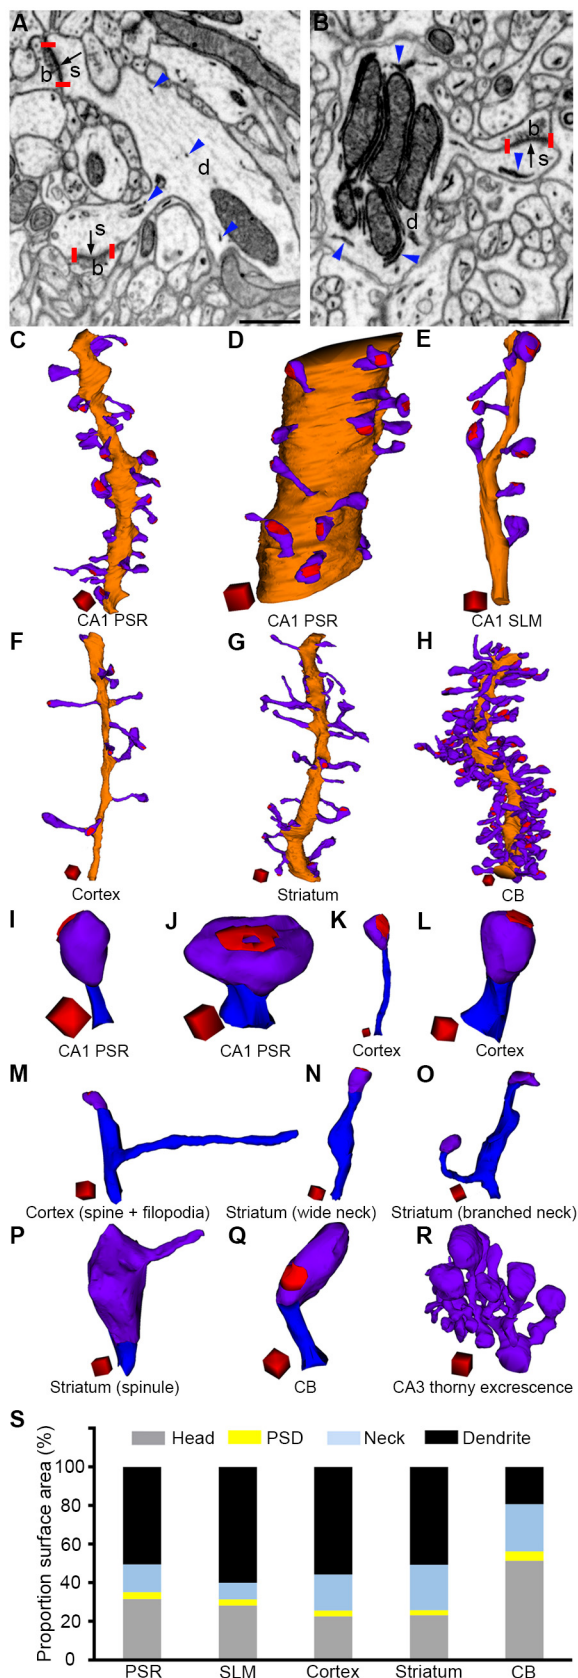 A
B
b
s
d
s
b
b
s
d
C
D
E
CA1 PSR
CA1 PSR
CA1 SLM
F
G
H
Cortex
Striatum
CB
I
J
K
L
CA1 PSR
CA1 PSR
Cortex
Cortex
M
N
O
Cortex (spine + filopodia)
Striatum (wide neck)
Striatum (branched neck)
P
Q
R
Striatum (spinule)
CB
CA3 thorny excrescence
S
Head
PSD
Neck
Dendrite
Proportion surface area (%)
100
80
60
40
20
0
PSR
SLM
Cortex
Striatum
CB